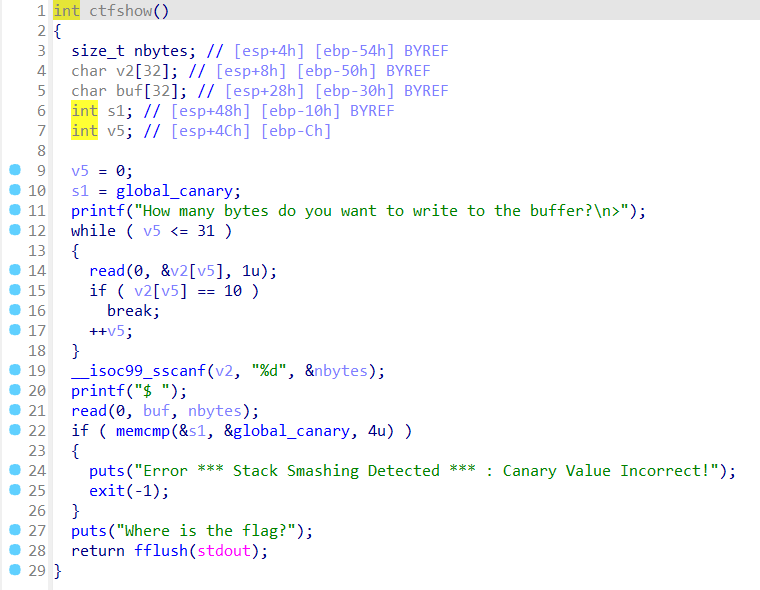 1 int ctfshow()
2 {
3   size_t nbytes; // [esp+4h] [ebp-54h] BYREF
4   char v2[32]; // [esp+8h] [ebp-50h] BYREF
5   char buf[32]; // [esp+28h] [ebp-30h] BYREF
6   int s1; // [esp+48h] [ebp-10h] BYREF
7   int v5; // [esp+4Ch] [ebp-Ch]
8
9   v5 = 0;
10   s1 = global_canary;
11   printf("How many bytes do you want to write to the buffer?\n>");
12   while ( v5 <= 31 )
13   {
14     read(0, &v2[v5], 1u);
15     if ( v2[v5] == 10 )
16       break;
17     ++v5;
18   }
19   __isoc99_sscanf(v2, "%d", &nbytes);
20   printf("$ ");
21   read(0, buf, nbytes);
22   if ( memcmp(&s1, &global_canary, 4u) )
23   {
24     puts("Error *** Stack Smashing Detected *** : Canary Value Incorrect!");
25     exit(-1);
26   }
27   puts("Where is the flag?");
28   return fflush(stdout);
29 }